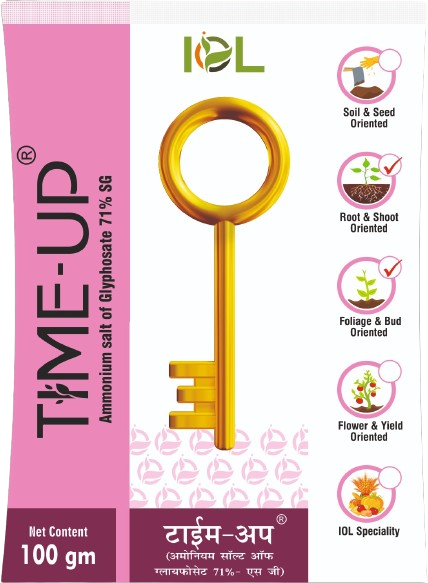 IOL
TIME-UP®
Ammonium salt of Glyphosate 71% SG
Soil & Seed
Oriented
Root & Shoot
Oriented
Foliage & Bud
Oriented
Flower & Yield
Oriented
IOL Speciality
Net Content
100 gm
टाईम-अप®
(अमोनियम सॉल्ट ऑफ
ग्लायफोसेट 71%- एस जी)